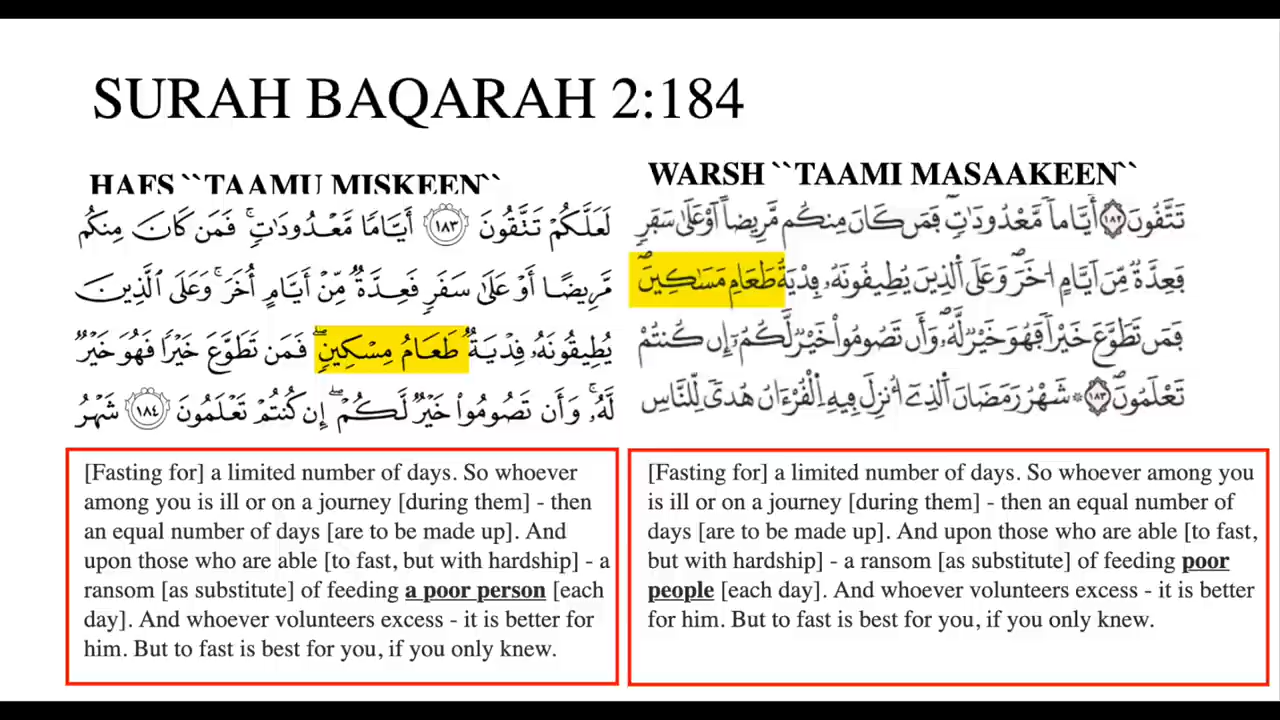 SURAH BAQARAH 2:184
HAFS ``TAAMU MISKEEN``
لَعَلَّكُمْ تَتَّقُونَ ١٨٣ أَيَّامًا مَّعْدُودَٰتٍۚ فَمَن كَانَ مِنكُم
مَّرِيضًا أَوْ عَلَىٰ سَفَرٍ فَعِدَّةٌ مِّنْ أَيَّامٍ أُخَرَۚ وَعَلَى ٱلَّذِينَ
يُطِيقُونَهُۥ فِدْيَةٌ طَعَامُ مِسْكِينٍۖ فَمَن تَطَوَّعَ خَيْرًا فَهُوَ خَيْرٌ
لَّهُۥۚ وَأَن تَصُومُوا۟ خَيْرٌ لَّكُمْۖ إِن كُنتُمْ تَعْلَمُونَ ١٨٤ شَهْرُ
[Fasting for] a limited number of days. So whoever
among you is ill or on a journey [during them] - then
an equal number of days [are to be made up]. And
upon those who are able [to fast, but with hardship] - a
ransom [as substitute] of feeding a poor person [each
day]. And whoever volunteers excess - it is better for
him. But to fast is best for you, if you only knew.
WARSH ``TAAMI MASAAKEEN``
تَتَّقُونَ ١٨٢ أَيَّاماٗ مَّعْدُودَٰتٖۖ فَمَن كَانَ مِنكُم مَّرِيضاً اَوْ عَلَىٰ سَفَرٖ
فَعِدَّةٞ مِّنَ اَيَّامٍ اُخَرَۖ وَعَلَى اَ۬لذِينَ يُطِيقُونَهُۥ فِدْيَةُ طَعَامِ مَسَٰكِينَۖ
فَمَن تَطَوَّعَ خَيْراٗ فَهُوَ خَيْرٞ لَّهُۥۖ وَأَن تَصُومُواْ خَيْرٞ لَّكُمُۥٓ إِن كُنتُمْ
تَعْلَمُونَۖ ١٨٣ ۞ شَهْرُ رَمَضَانَ اَ۬لذِےٓ أُنزِلَ فِيهِ اِ۬لْقُرْءَانُ هُدىٗ لِّلنَّاسِ
[Fasting for] a limited number of days. So whoever among you
is ill or on a journey [during them] - then an equal number of
days [are to be made up]. And upon those who are able [to fast,
but with hardship] - a ransom [as substitute] of feeding poor
people [each day]. And whoever volunteers excess - it is better
for him. But to fast is best for you, if you only knew.